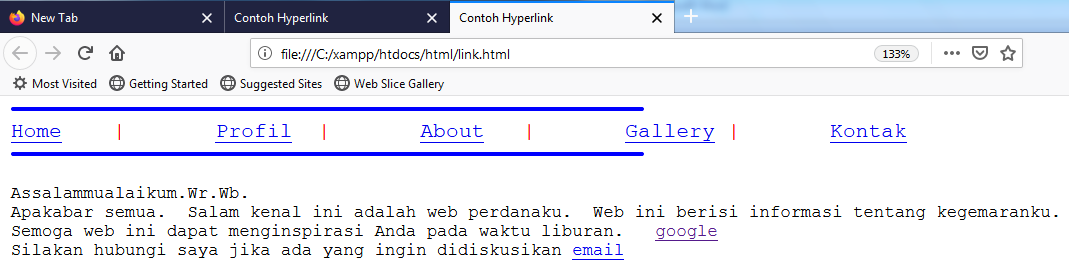 New Tab Contoh Hyperlink Contoh Hyperlink
file:///C:/xampp/htdocs/html/link.html 133%
Most Visited Getting Started Suggested Sites Web Slice Gallery
Home | Profil | About | Gallery | Kontak
Assalammualaikum.Wr.Wb.
Apakabar semua. Salam kenal ini adalah web perdanaku. Web ini berisi informasi tentang kegemaranku.
Semoga web ini dapat menginspirasi Anda pada waktu liburan. google
Silakan hubungi saya jika ada yang ingin didiskusikan email